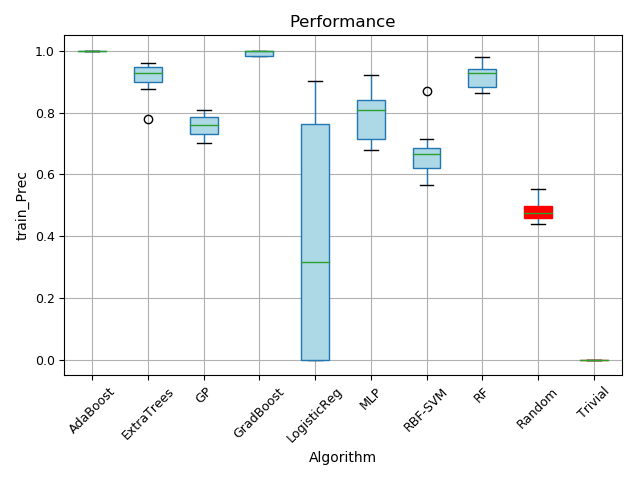 Performance
train_Prec
1.0
0.8
0.6
0.4
0.2
0.0
AdaBoost
ExtraTrees
GP
GradBoost
LogisticReg
MLP
RBF-SVM
RF
Random
Trivial
Algorithm